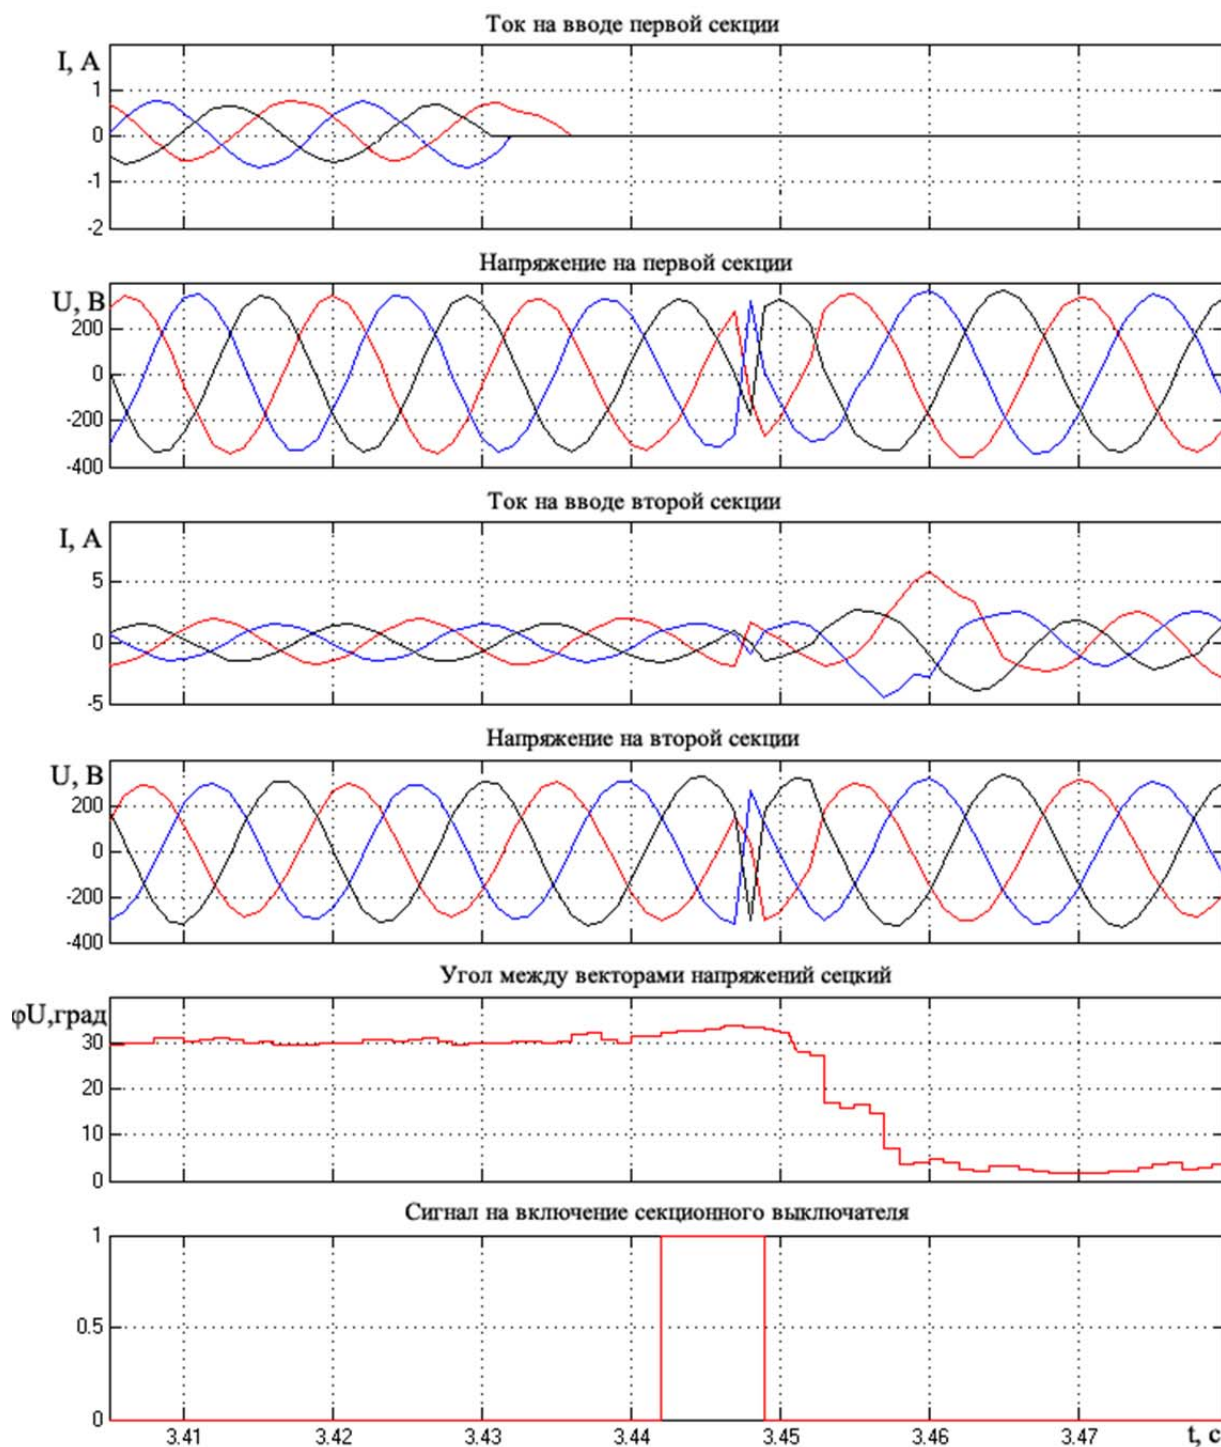 Ток на вводе первой секции
I, А
1
0
-1
-2
Напряжение на первой секции
U, В
200
0
-200
-400
Ток на вводе второй секции
I, А
5
0
-5
Напряжение на второй секции
U, В
200
0
-200
-400
Угол между векторами напряжений сецкий
φU,град
30
20
10
0
Сигнал на включение секционного выключателя
1
0.5
0
3.41 3.42 3.43 3.44 3.45 3.46 3.47 t, с